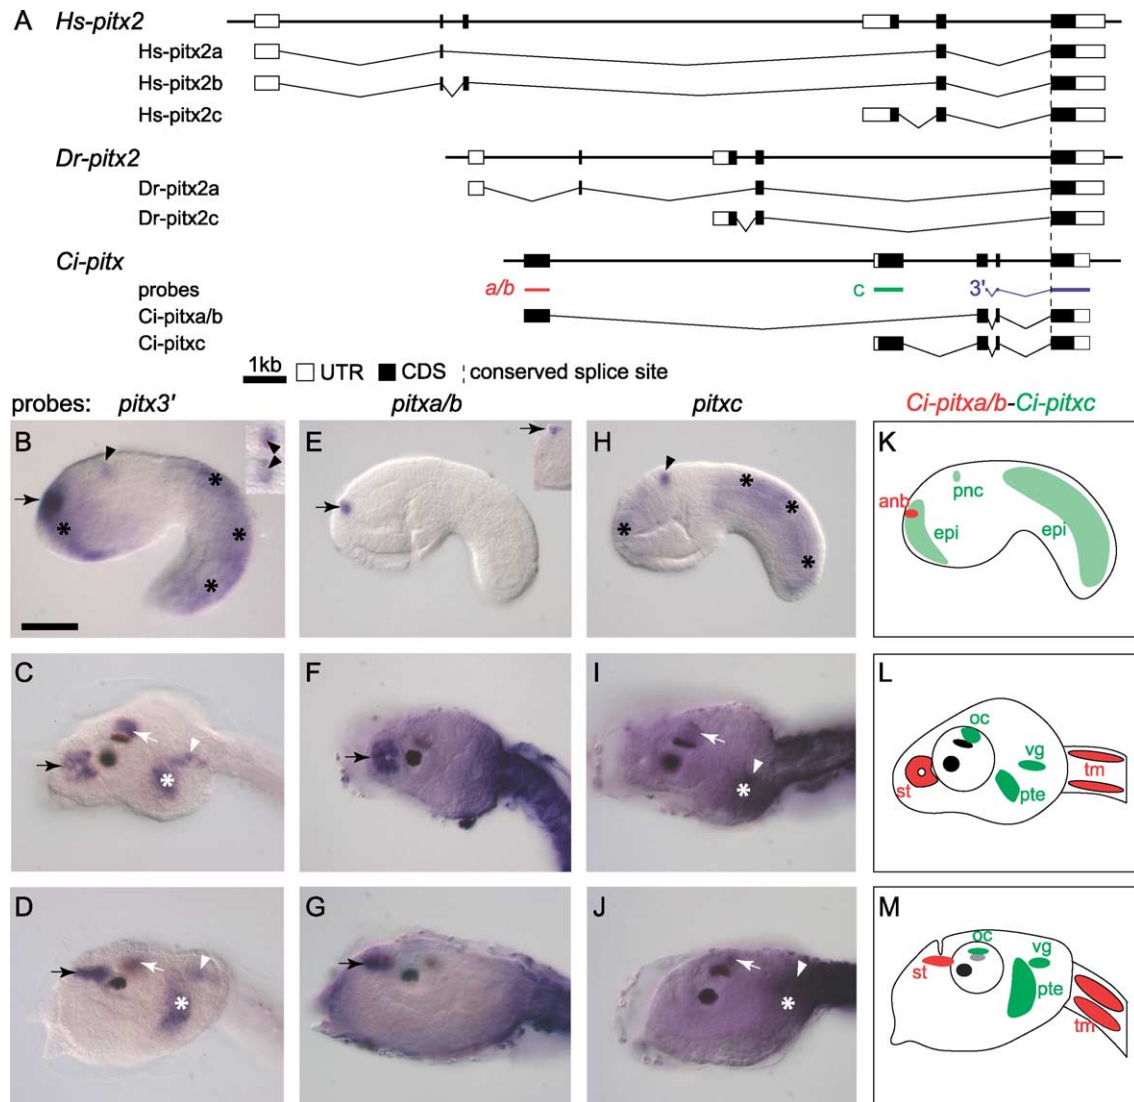 A Hs-pitx2
Hs-pitx2a
Hs-pitx2b
Hs-pitx2c
Dr-pitx2
Dr-pitx2a
Dr-pitx2c
Ci-pitx
probes a/b c 3'
Ci-pitxa/b
Ci-pitxc
1kb UTR CDS conserved splice site
probes: pitx3' pitxa/b pitxc Ci-pitxa/b-Ci-pitxc
B E H K
anb pnc epi epi
C F I L
oc vg tm st pte
D G J M
oc vg st pte tm